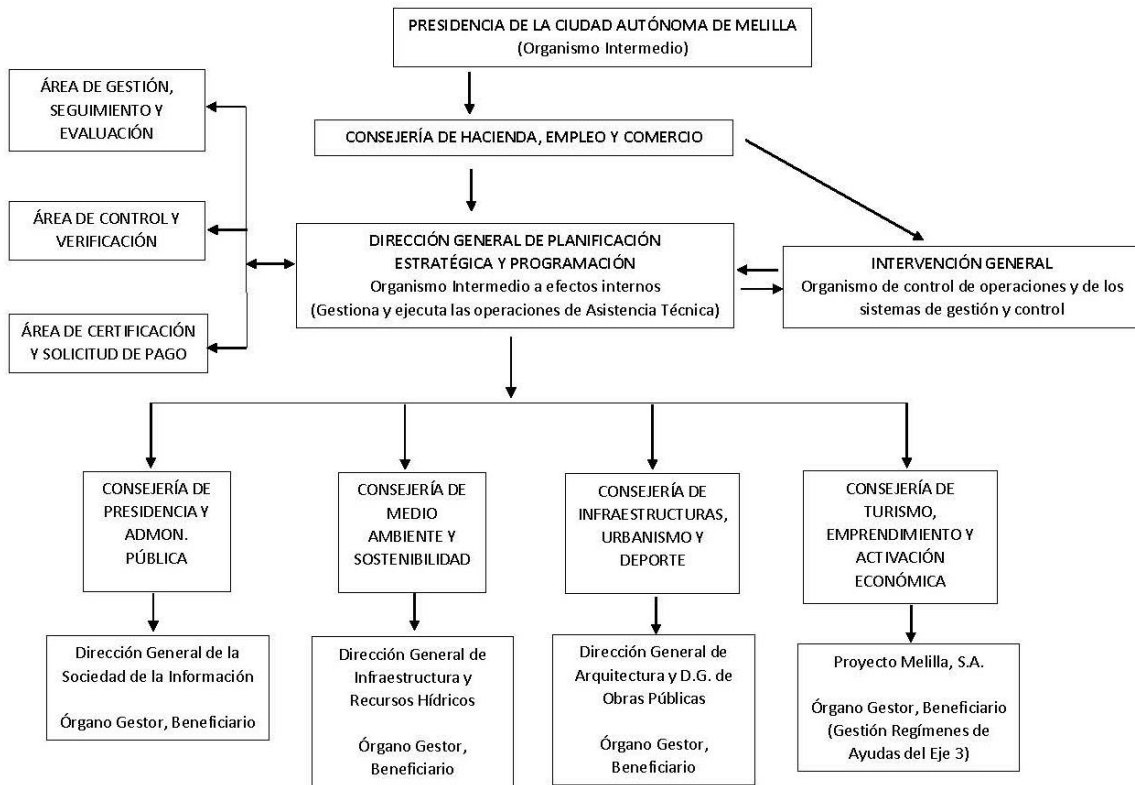 PRESIDENCIA DE LA CIUDAD AUTÓNOMA DE MELILLA
(Organismo Intermedio)
ÁREA DE GESTIÓN,
SEGUIMIENTO Y
EVALUACIÓN
CONSEJERÍA DE HACIENDA, EMPLEO Y COMERCIO
ÁREA DE CONTROL Y
VERIFICACIÓN
DIRECCIÓN GENERAL DE PLANIFICACIÓN
ESTRATÉGICA Y PROGRAMACIÓN
Organismo Intermedio a efectos internos
(Gestiona y ejecuta las operaciones de Asistencia Técnica)
INTERVENCIÓN GENERAL
Organismo de control de operaciones y de los
sistemas de gestión y control
ÁREA DE CERTIFICACIÓN
Y SOLICITUD DE PAGO
CONSEJERÍA DE
PRESIDENCIA Y
ADMON.
PÚBLICA
CONSEJERÍA DE
MEDIO
AMBIENTE Y
SOSTENIBILIDAD
CONSEJERÍA DE
INFRAESTRUCTURAS,
URBANISMO Y
DEPORTE
CONSEJERÍA DE
TURISMO,
EMPRENDIMIENTO Y
ACTIVACIÓN
ECONÓMICA
Dirección General de la
Sociedad de la Información
Órgano Gestor, Beneficiario
Dirección General de
Infraestructura y
Recursos Hídricos
Órgano Gestor,
Beneficiario
Dirección General de
Arquitectura y D.G. de
Obras Públicas
Órgano Gestor,
Beneficiario
Proyecto Melilla, S.A.
Órgano Gestor, Beneficiario
(Gestión Regímenes de
Ayudas del Eje 3)